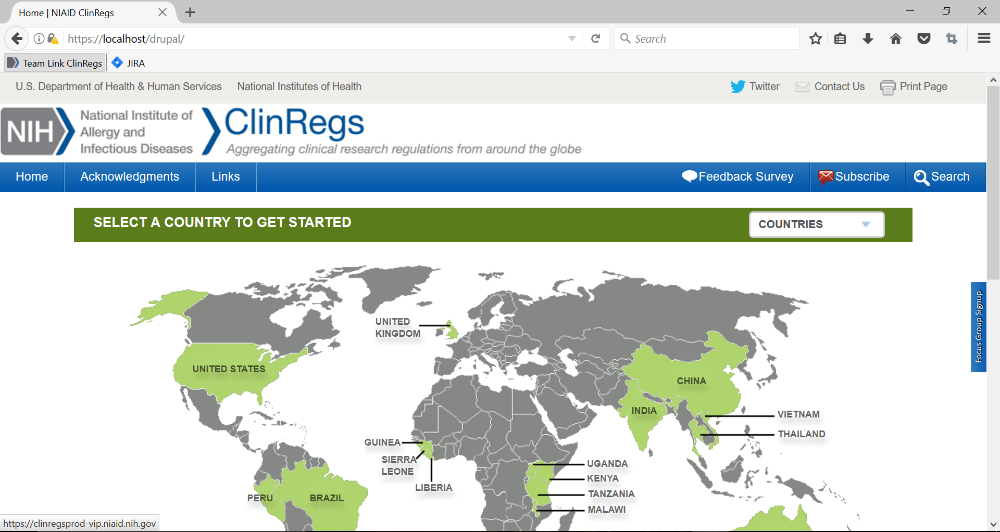 Home | NIAID ClinRegs
https://localhost/drupal/
Search
Team Link ClinRegs
JIRA
U.S. Department of Health & Human Services
National Institutes of Health
Twitter
Contact Us
Print Page
NIH
National Institute of
Allergy and
Infectious Diseases
ClinRegs
Aggregating clinical research regulations from around the globe
Home
Acknowledgments
Links
Feedback Survey
Subscribe
Search
SELECT A COUNTRY TO GET STARTED
COUNTRIES
Focus Group Signup
UNITED
KINGDOM
UNITED STATES
CHINA
INDIA
VIETNAM
THAILAND
GUINEA
SIERRA
LEONE
LIBERIA
UGANDA
KENYA
TANZANIA
MALAWI
PERU
BRAZIL
https://clinregsprod-vip.niaid.nih.gov